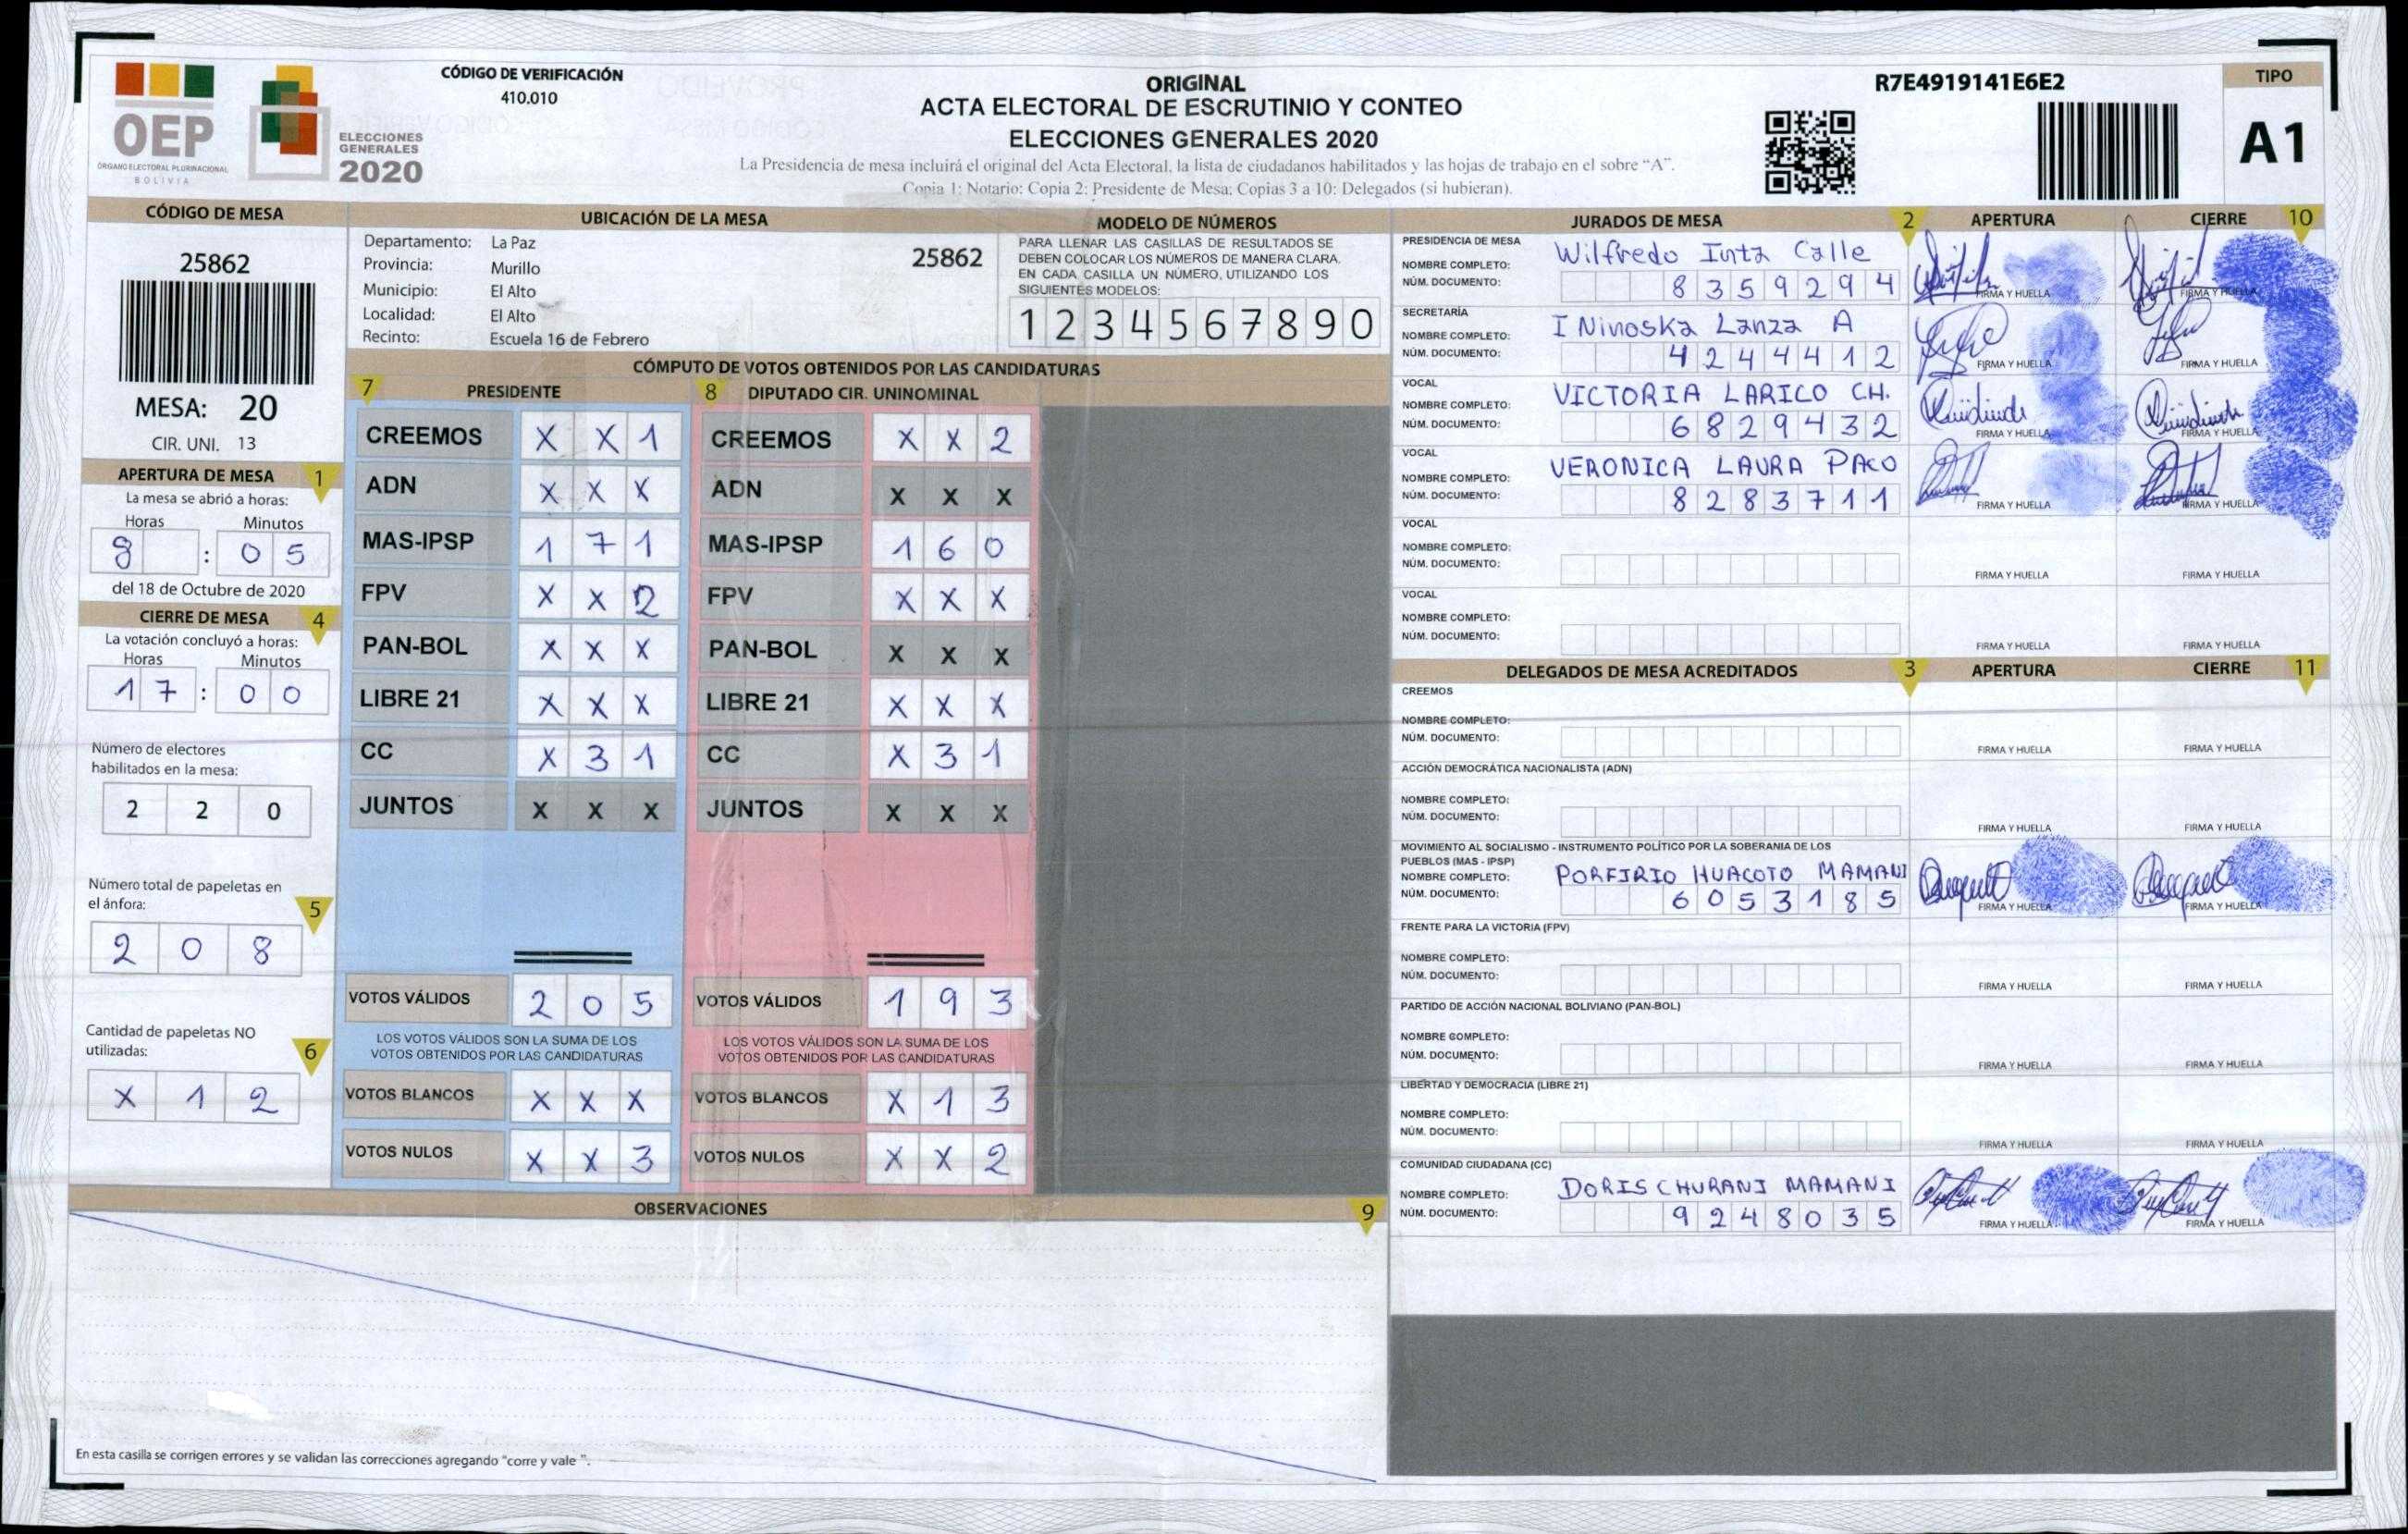 OEP
ÓRGANO ELECTORAL PLURINACIONAL
BOLIVIA
ELECCIONES
GENERALES
2020
CÓDIGO DE VERIFICACIÓN
410.010
ORIGINAL
ACTA ELECTORAL DE ESCRUTINIO Y CONTEO
ELECCIONES GENERALES 2020
La Presidencia de mesa incluirá el original del Acta Electoral, la lista de ciudadanos habilitados y las hojas de trabajo en el sobre “A”.
Copia 1: Notario: Copia 2: Presidente de Mesa; Copias 3 a 10: Delegados (si hubieran).
R7E4919141E6E2
TIPO
A1
CÓDIGO DE MESA
25862
MESA: 20
CIR. UNI. 13
APERTURA DE MESA 1
La mesa se abrió a horas:
Horas Minutos
8 : 0 5
del 18 de Octubre de 2020
CIERRE DE MESA 4
La votación concluyó a horas:
Horas Minutos
1 7 : 0 0
Número de electores
habilitados en la mesa:
2 2 0
Número total de papeletas en
el ánfora: 5
2 0 8
Cantidad de papeletas NO
utilizadas: 6
X 1 2
UBICACIÓN DE LA MESA
Departamento: La Paz
25862
Provincia: Murillo
Municipio: El Alto
Localidad: El Alto
Recinto: Escuela 16 de Febrero
MODELO DE NÚMEROS
PARA LLENAR LAS CASILLAS DE RESULTADOS SE
DEBEN COLOCAR LOS NÚMEROS DE MANERA CLARA.
EN CADA CASILLA UN NÚMERO, UTILIZANDO LOS
SIGUIENTES MODELOS:
1 2 3 4 5 6 7 8 9 0
CÓMPUTO DE VOTOS OBTENIDOS POR LAS CANDIDATURAS
7 PRESIDENTE 8 DIPUTADO CIR. UNINOMINAL
CREEMOS X X 1 CREEMOS X X 2
ADN X X X ADN X X X
MAS-IPSP 1 7 1 MAS-IPSP 1 6 0
FPV X X 2 FPV X X X
PAN-BOL X X X PAN-BOL X X X
LIBRE 21 X X X LIBRE 21 X X X
CC X 3 1 CC X 3 1
JUNTOS X X X JUNTOS X X X
VOTOS VÁLIDOS 2 0 5 VOTOS VÁLIDOS 1 9 3
LOS VOTOS VÁLIDOS SON LA SUMA DE LOS LOS VOTOS VÁLIDOS SON LA SUMA DE LOS
VOTOS OBTENIDOS POR LAS CANDIDATURAS VOTOS OBTENIDOS POR LAS CANDIDATURAS
VOTOS BLANCOS X X X VOTOS BLANCOS X 1 3
VOTOS NULOS X X 3 VOTOS NULOS X X 2
OBSERVACIONES 9
En esta casilla se corrigen errores y se validan las correcciones agregando "corre y vale ".
JURADOS DE MESA 2 APERTURA CIERRE 10
PRESIDENCIA DE MESA
NOMBRE COMPLETO: Wilfredo Inta Calle
NÚM. DOCUMENTO: 8 3 5 9 2 9 4 FIRMA Y HUELLA FIRMA Y HUELLA
SECRETARÍA
NOMBRE COMPLETO: I Ninoska Lanza A
NÚM. DOCUMENTO: 4 2 4 4 4 1 2 FIRMA Y HUELLA FIRMA Y HUELLA
VOCAL
NOMBRE COMPLETO: VICTORIA LARICO CH.
NÚM. DOCUMENTO: 6 8 2 9 4 3 2 FIRMA Y HUELLA FIRMA Y HUELLA
VOCAL
NOMBRE COMPLETO: VERONICA LAURA PACO
NÚM. DOCUMENTO: 8 2 8 3 7 1 1 FIRMA Y HUELLA FIRMA Y HUELLA
VOCAL
NOMBRE COMPLETO:
NÚM. DOCUMENTO: FIRMA Y HUELLA FIRMA Y HUELLA
VOCAL
NOMBRE COMPLETO:
NÚM. DOCUMENTO: FIRMA Y HUELLA FIRMA Y HUELLA
DELEGADOS DE MESA ACREDITADOS 3 APERTURA CIERRE 11
CREEMOS
NOMBRE COMPLETO:
NÚM. DOCUMENTO: FIRMA Y HUELLA FIRMA Y HUELLA
ACCIÓN DEMOCRÁTICA NACIONALISTA (ADN)
NOMBRE COMPLETO:
NÚM. DOCUMENTO: FIRMA Y HUELLA FIRMA Y HUELLA
MOVIMIENTO AL SOCIALISMO - INSTRUMENTO POLÍTICO POR LA SOBERANIA DE LOS
PUEBLOS (MAS - IPSP)
NOMBRE COMPLETO: PORFIRIO HUACOTO MAMANI
NÚM. DOCUMENTO: 6 0 5 3 1 8 5 FIRMA Y HUELLA FIRMA Y HUELLA
FRENTE PARA LA VICTORIA (FPV)
NOMBRE COMPLETO:
NÚM. DOCUMENTO: FIRMA Y HUELLA FIRMA Y HUELLA
PARTIDO DE ACCIÓN NACIONAL BOLIVIANO (PAN-BOL)
NOMBRE COMPLETO:
NÚM. DOCUMENTO: FIRMA Y HUELLA FIRMA Y HUELLA
LIBERTAD Y DEMOCRACIA (LIBRE 21)
NOMBRE COMPLETO:
NÚM. DOCUMENTO: FIRMA Y HUELLA FIRMA Y HUELLA
COMUNIDAD CIUDADANA (CC)
NOMBRE COMPLETO: DORIS CHURANI MAMANI
NÚM. DOCUMENTO: 9 2 4 8 0 3 5 FIRMA Y HUELLA FIRMA Y HUELLA